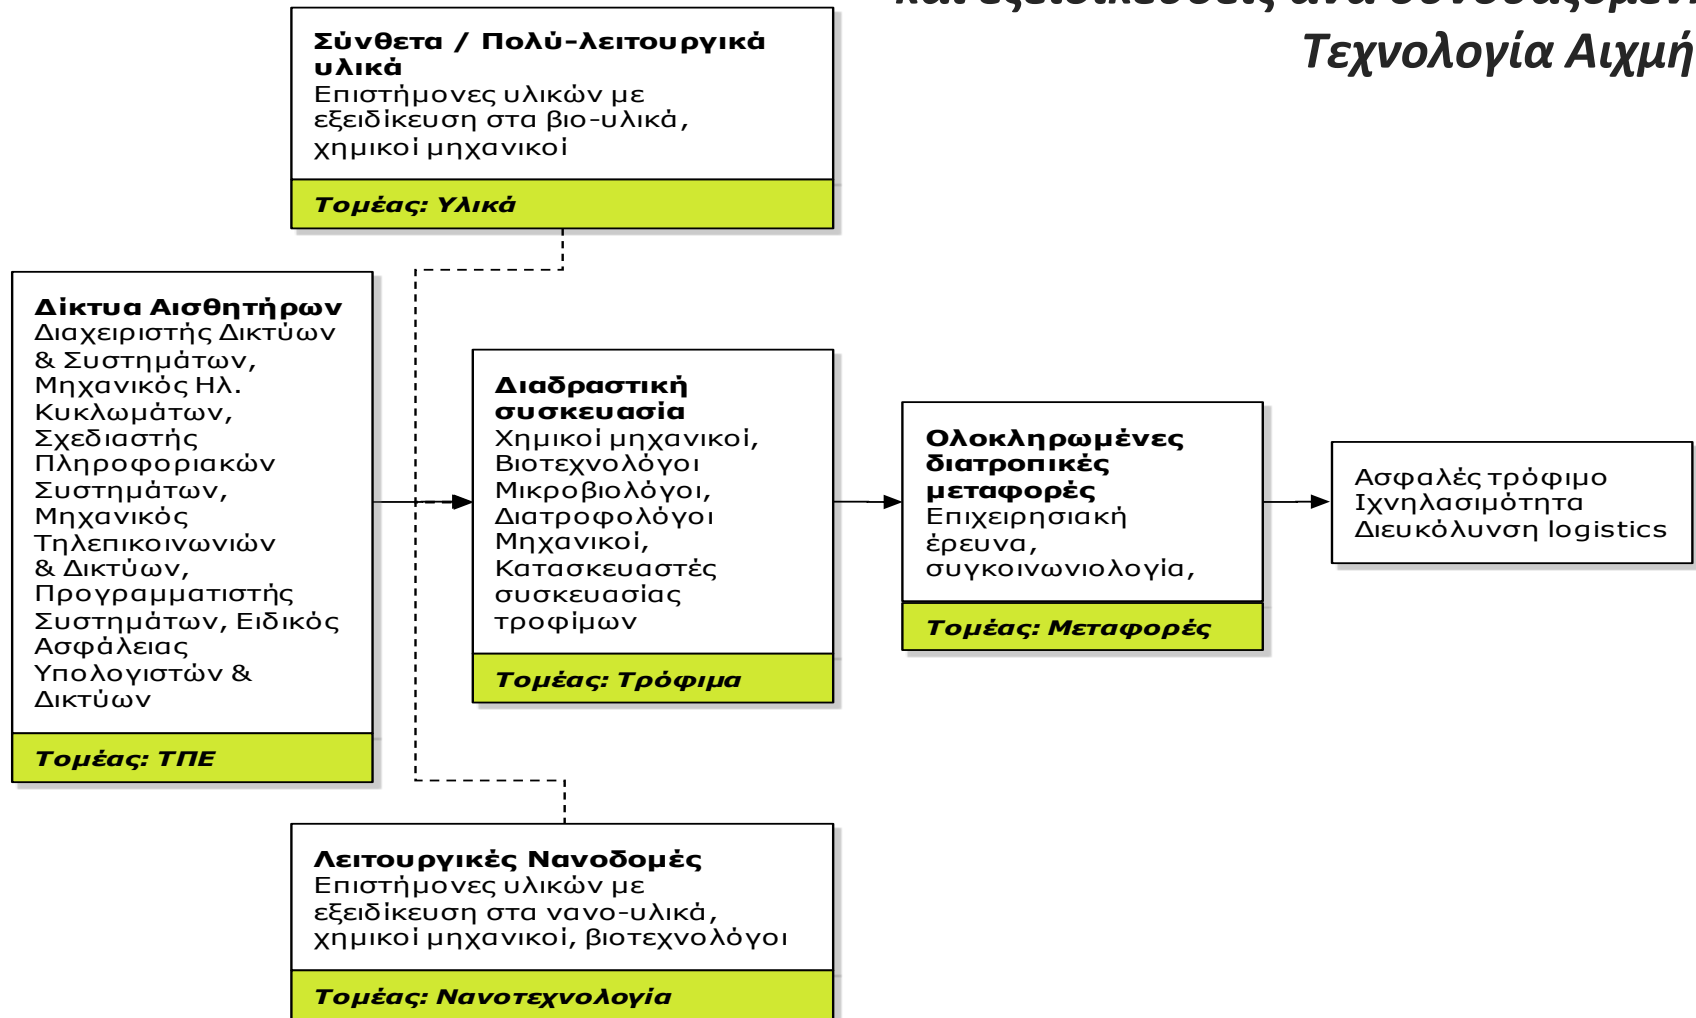 Τεχνολογία Αιχμή
Σύνθετα / Πολύ-λειτουργικά
υλικά
Επιστήμονες υλικών με
εξειδίκευση στα βιο-υλικά,
χημικοί μηχανικοί
Τομέας: Υλικά
Δίκτυα Αισθητήρων
Διαχειριστής Δικτύων
& Συστημάτων,
Μηχανικός Ηλ.
Κυκλωμάτων,
Σχεδιαστής
Πληροφοριακών
Συστημάτων,
Μηχανικός
Τηλεπικοινωνιών
& Δικτύων,
Προγραμματιστής
Συστημάτων, Ειδικός
Ασφάλειας
Υπολογιστών &
Δικτύων
Τομέας: ΤΠΕ
Διαδραστική
συσκευασία
Χημικοί μηχανικοί,
Βιοτεχνολόγοι
Μικροβιολόγοι,
Διατροφολόγοι
Μηχανικοί,
Κατασκευαστές
συσκευασίας
τροφίμων
Τομέας: Τρόφιμα
Ολοκληρωμένες
διατροπικές
μεταφορές
Επιχειρησιακή
έρευνα,
συγκοινωνιολογία,
Τομέας: Μεταφορές
Ασφαλές τρόφιμο
Ιχνηλασιμότητα
Διευκόλυνση logistics
Λειτουργικές Νανοδομές
Επιστήμονες υλικών με
εξειδίκευση στα νανο-υλικά,
χημικοί μηχανικοί, βιοτεχνολόγοι
Τομέας: Νανοτεχνολογία